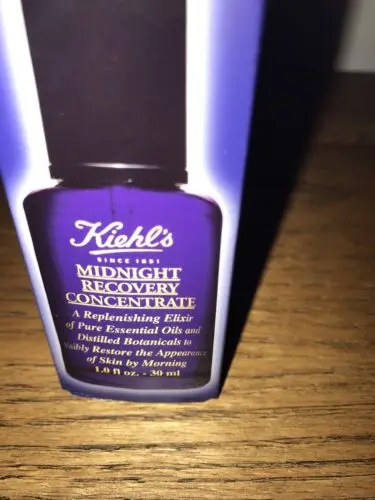 Kiehl's
SINCE 1851
MIDNIGHT
RECOVERY
CONCENTRATE
A Replenishing Elixir
of Pure Essential Oils and
Distilled Botanicals to
Visibly Restore the Appearance
of Skin by Morning
1.0 fl oz. - 30 ml